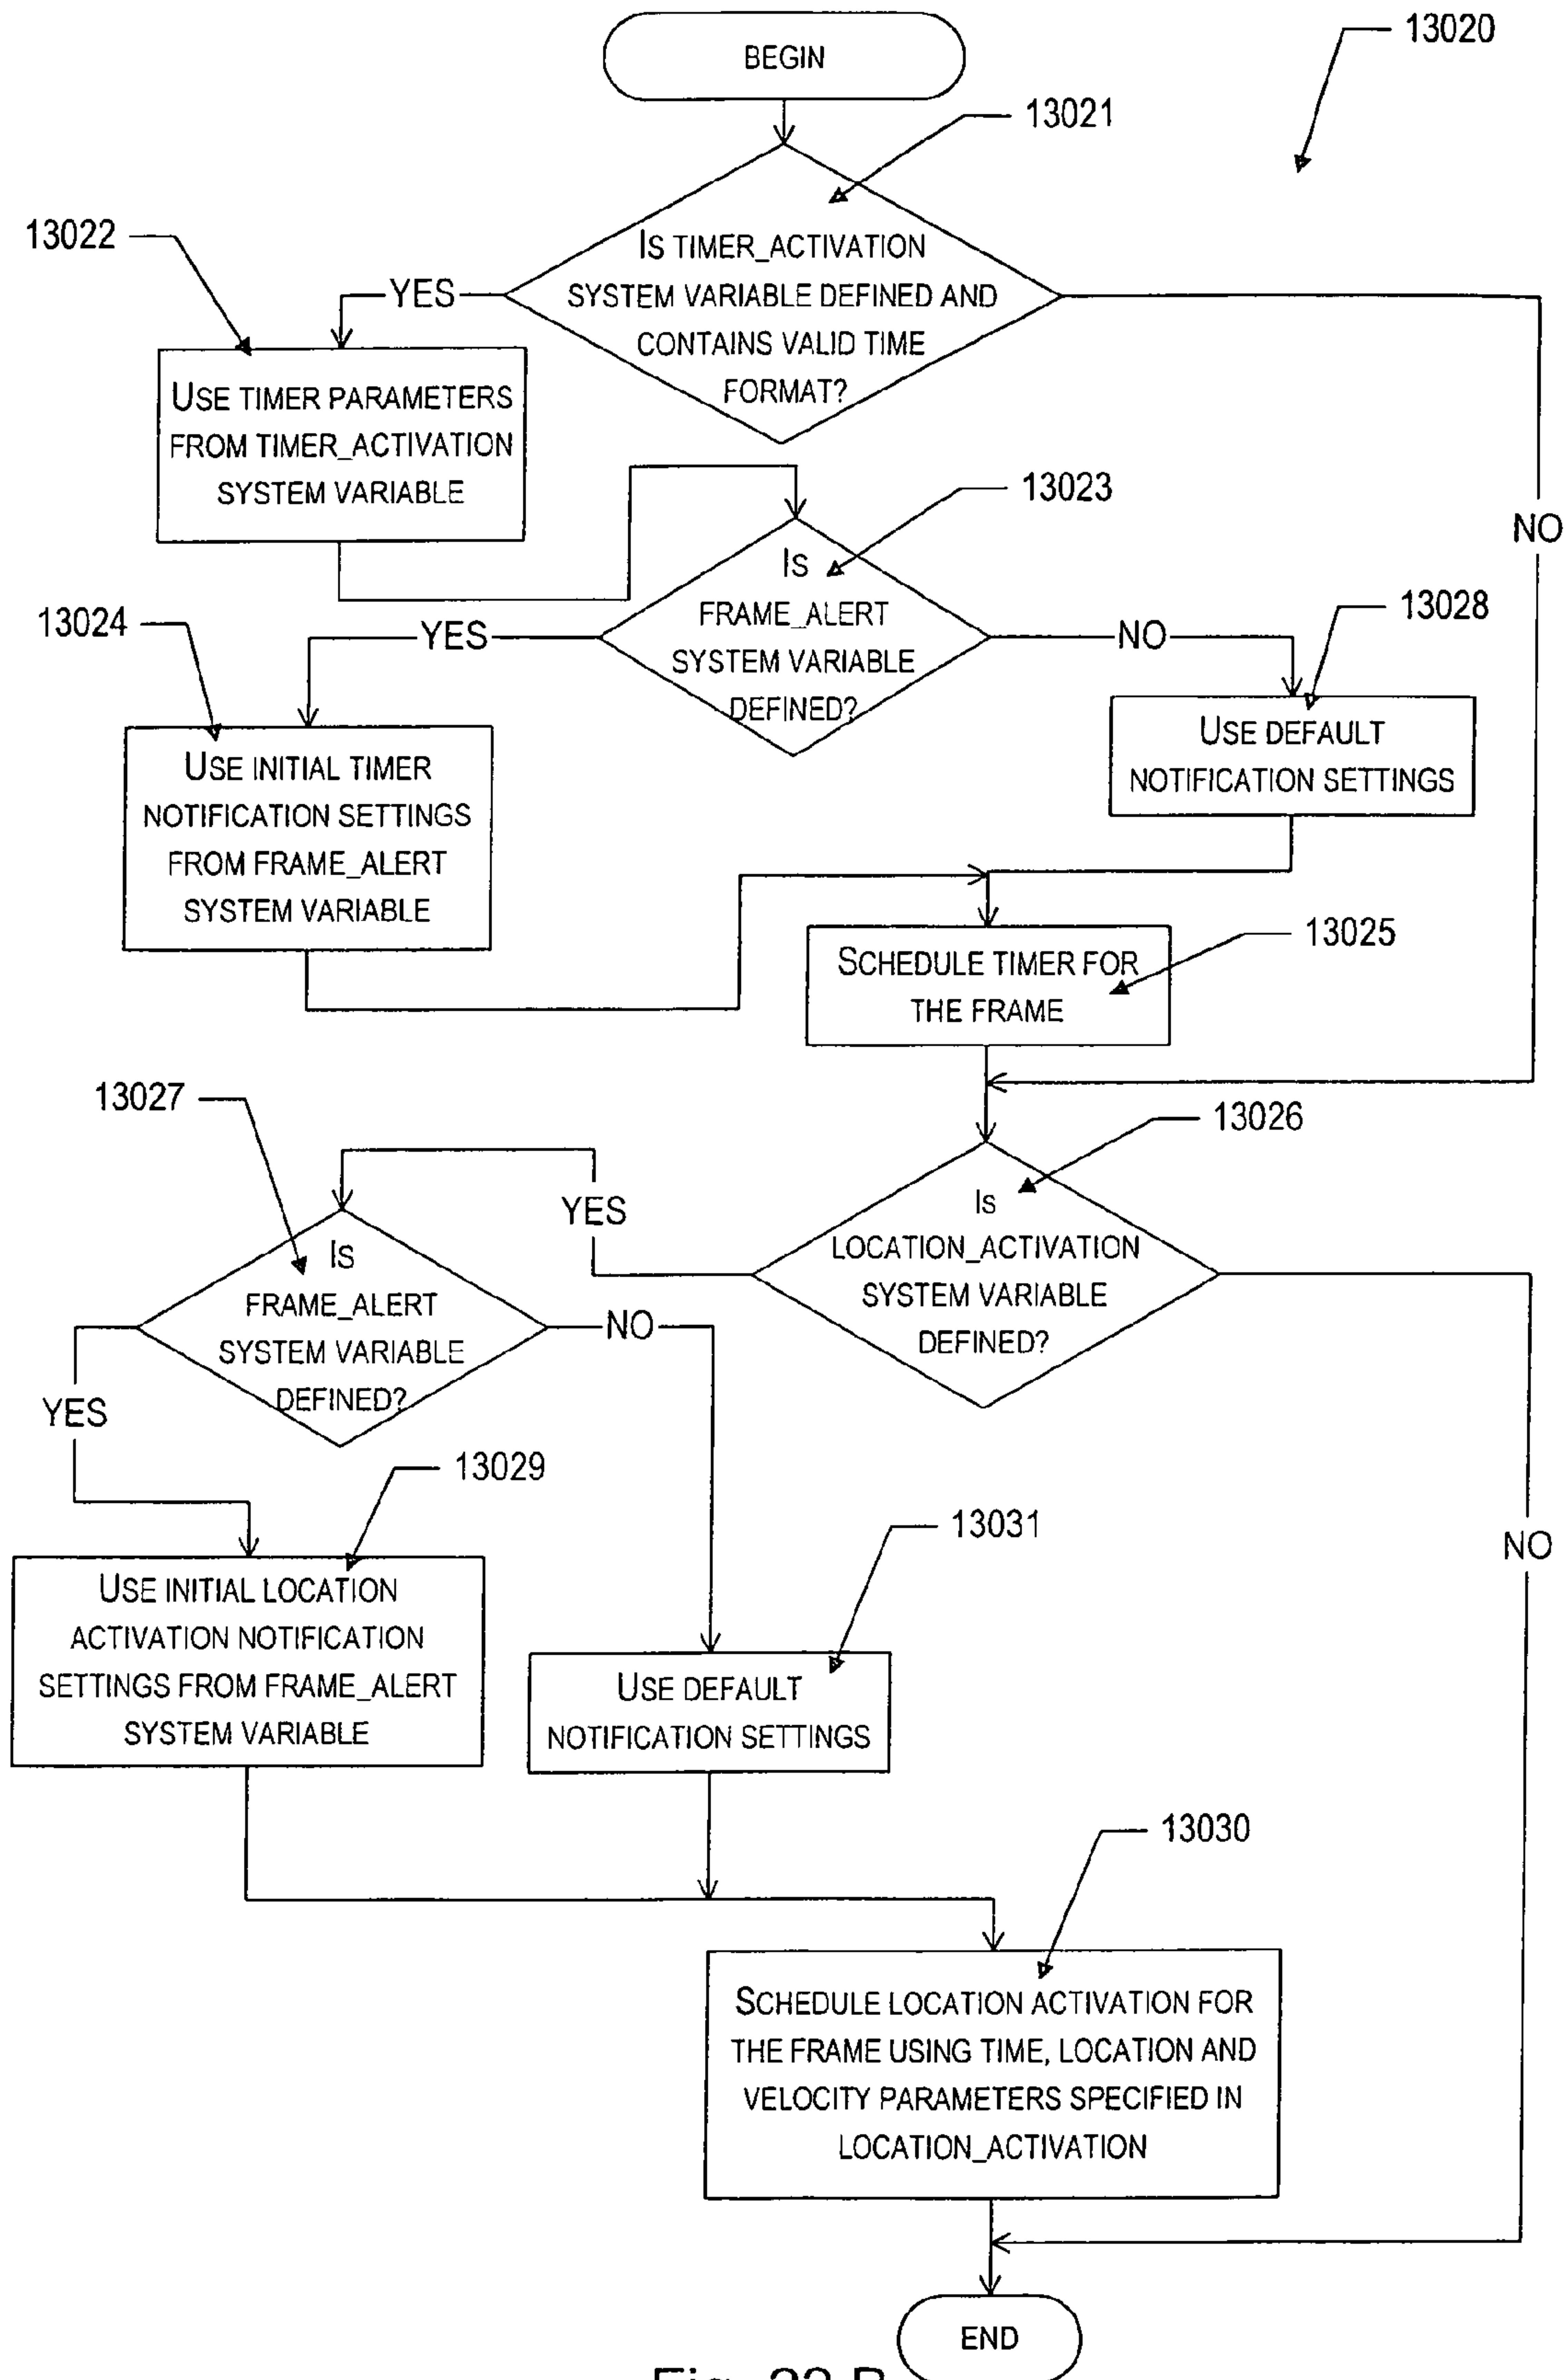 BEGIN
13020
13021
IS TIMER_ACTIVATION
SYSTEM VARIABLE DEFINED AND
CONTAINS VALID TIME
FORMAT?
YES
NO
13022
USE TIMER PARAMETERS
FROM TIMER_ACTIVATION
SYSTEM VARIABLE
13023
IS
FRAME_ALERT
SYSTEM VARIABLE
DEFINED?
YES
NO
13024
USE INITIAL TIMER
NOTIFICATION SETTINGS
FROM FRAME_ALERT
SYSTEM VARIABLE
13028
USE DEFAULT
NOTIFICATION SETTINGS
13025
SCHEDULE TIMER FOR
THE FRAME
13026
IS
LOCATION_ACTIVATION
SYSTEM VARIABLE
DEFINED?
YES
NO
13027
IS
FRAME_ALERT
SYSTEM VARIABLE
DEFINED?
YES
NO
13029
USE INITIAL LOCATION
ACTIVATION NOTIFICATION
SETTINGS FROM FRAME_ALERT
SYSTEM VARIABLE
13031
USE DEFAULT
NOTIFICATION SETTINGS
13030
SCHEDULE LOCATION ACTIVATION FOR
THE FRAME USING TIME, LOCATION AND
VELOCITY PARAMETERS SPECIFIED IN
LOCATION_ACTIVATION
END